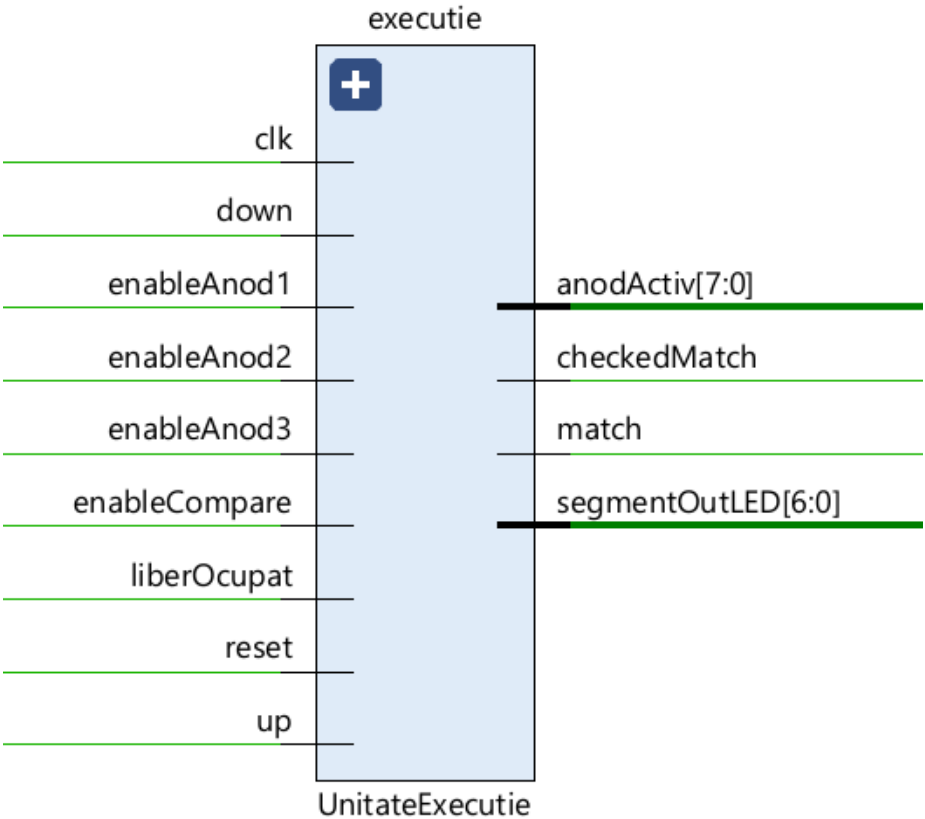 executie
clk
down
enableAnod1
enableAnod2
enableAnod3
enableCompare
liberOcupat
reset
up
anodActiv[7:0]
checkedMatch
match
segmentOutLED[6:0]
UnitateExecutie